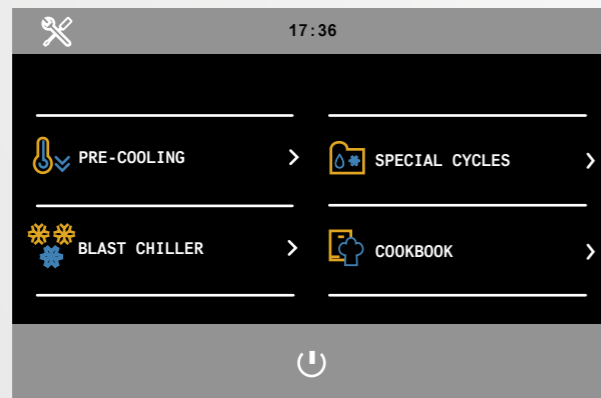 17:36
PRE-COOLING
SPECIAL CYCLES
BLAST CHILLER
COOKBOOK